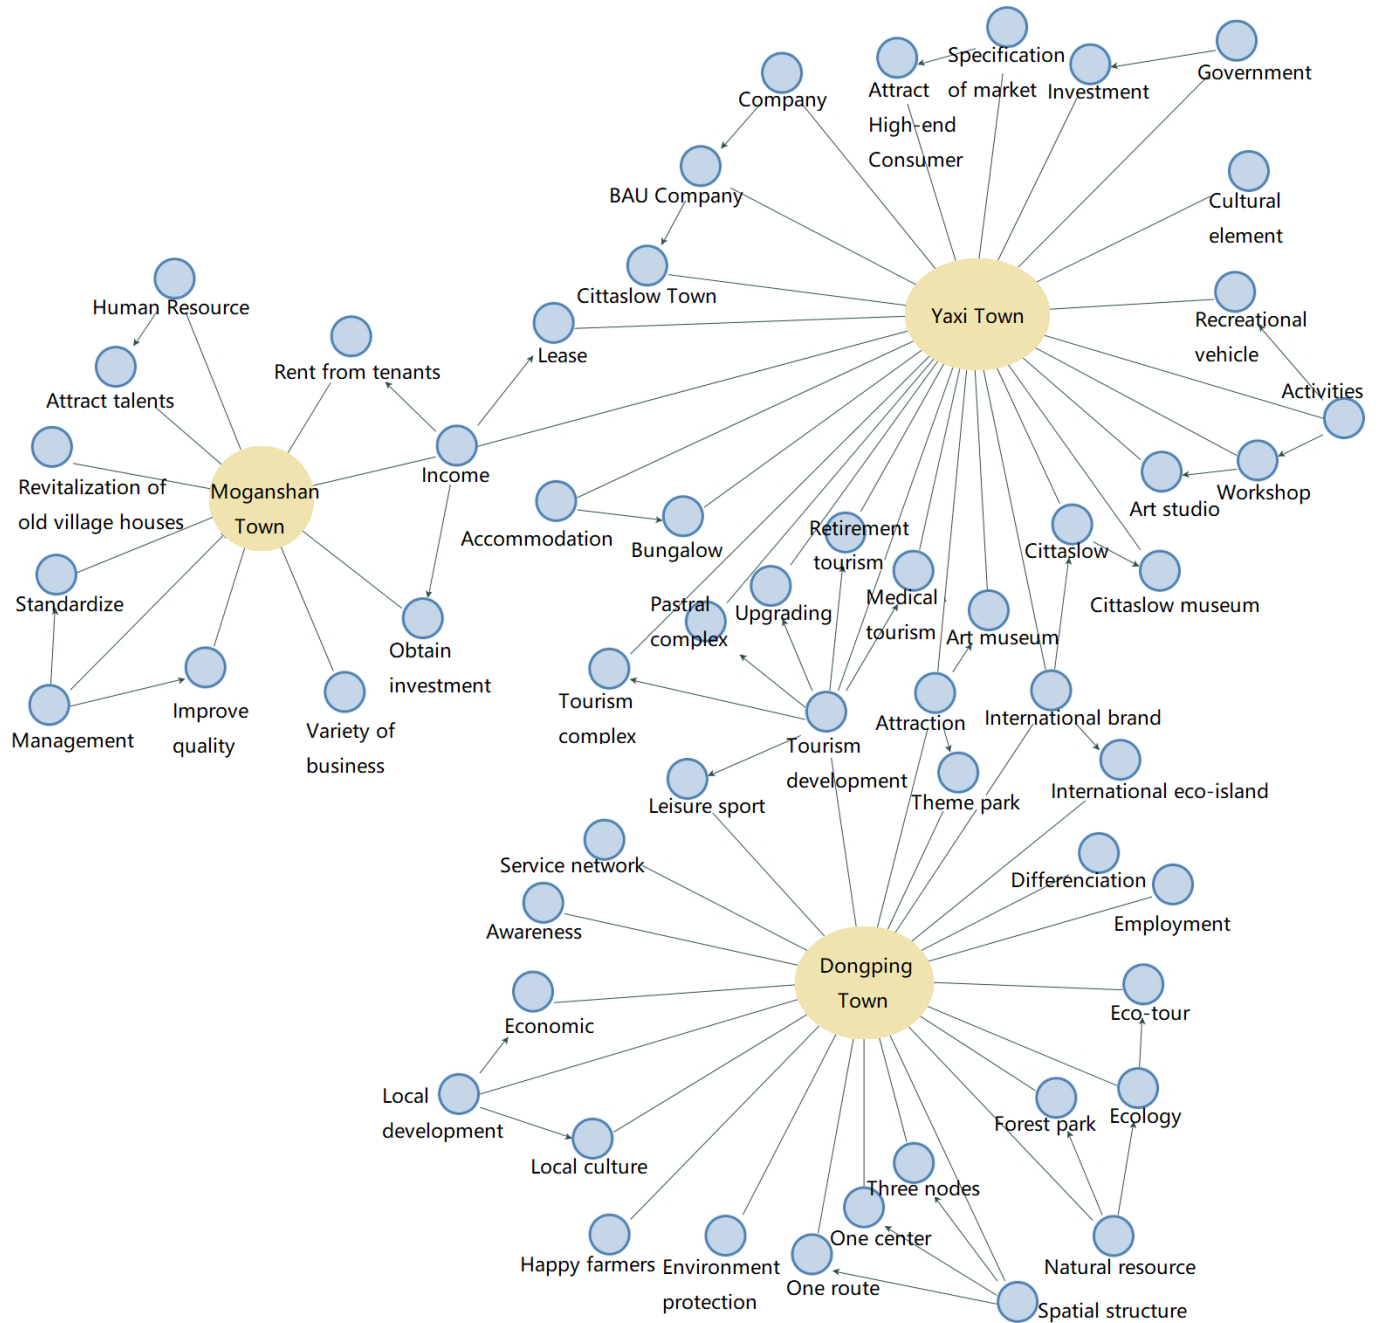 Specification
of market
Government
Attract
High-end
Consumer
Investment
Company
BAU Company
Cultural
element
Cittaslow Town
Yaxi Town
Recreational
vehicle
Human Resource
Lease
Rent from tenants
Attract talents
Activities
Income
Revitalization of
old village houses
Moganshan
Town
Workshop
Art studio
Accommodation
Bungalow
Retirement
tourism
Cittaslow
Cittaslow museum
Standardize
Pastral
complex
Upgrading
Medical
tourism
Art museum
Obtain
investment
Tourism
complex
Attraction
International brand
Improve
quality
Management
Variety of
business
Tourism
development
Leisure sport
Theme park
International eco-island
Service network
Differenciation
Awareness
Employment
Dongping
Town
Economic
Eco-tour
Local
development
Forest park
Ecology
Local culture
Three nodes
One center
Happy farmers
Environment
protection
One route
Natural resource
Spatial structure